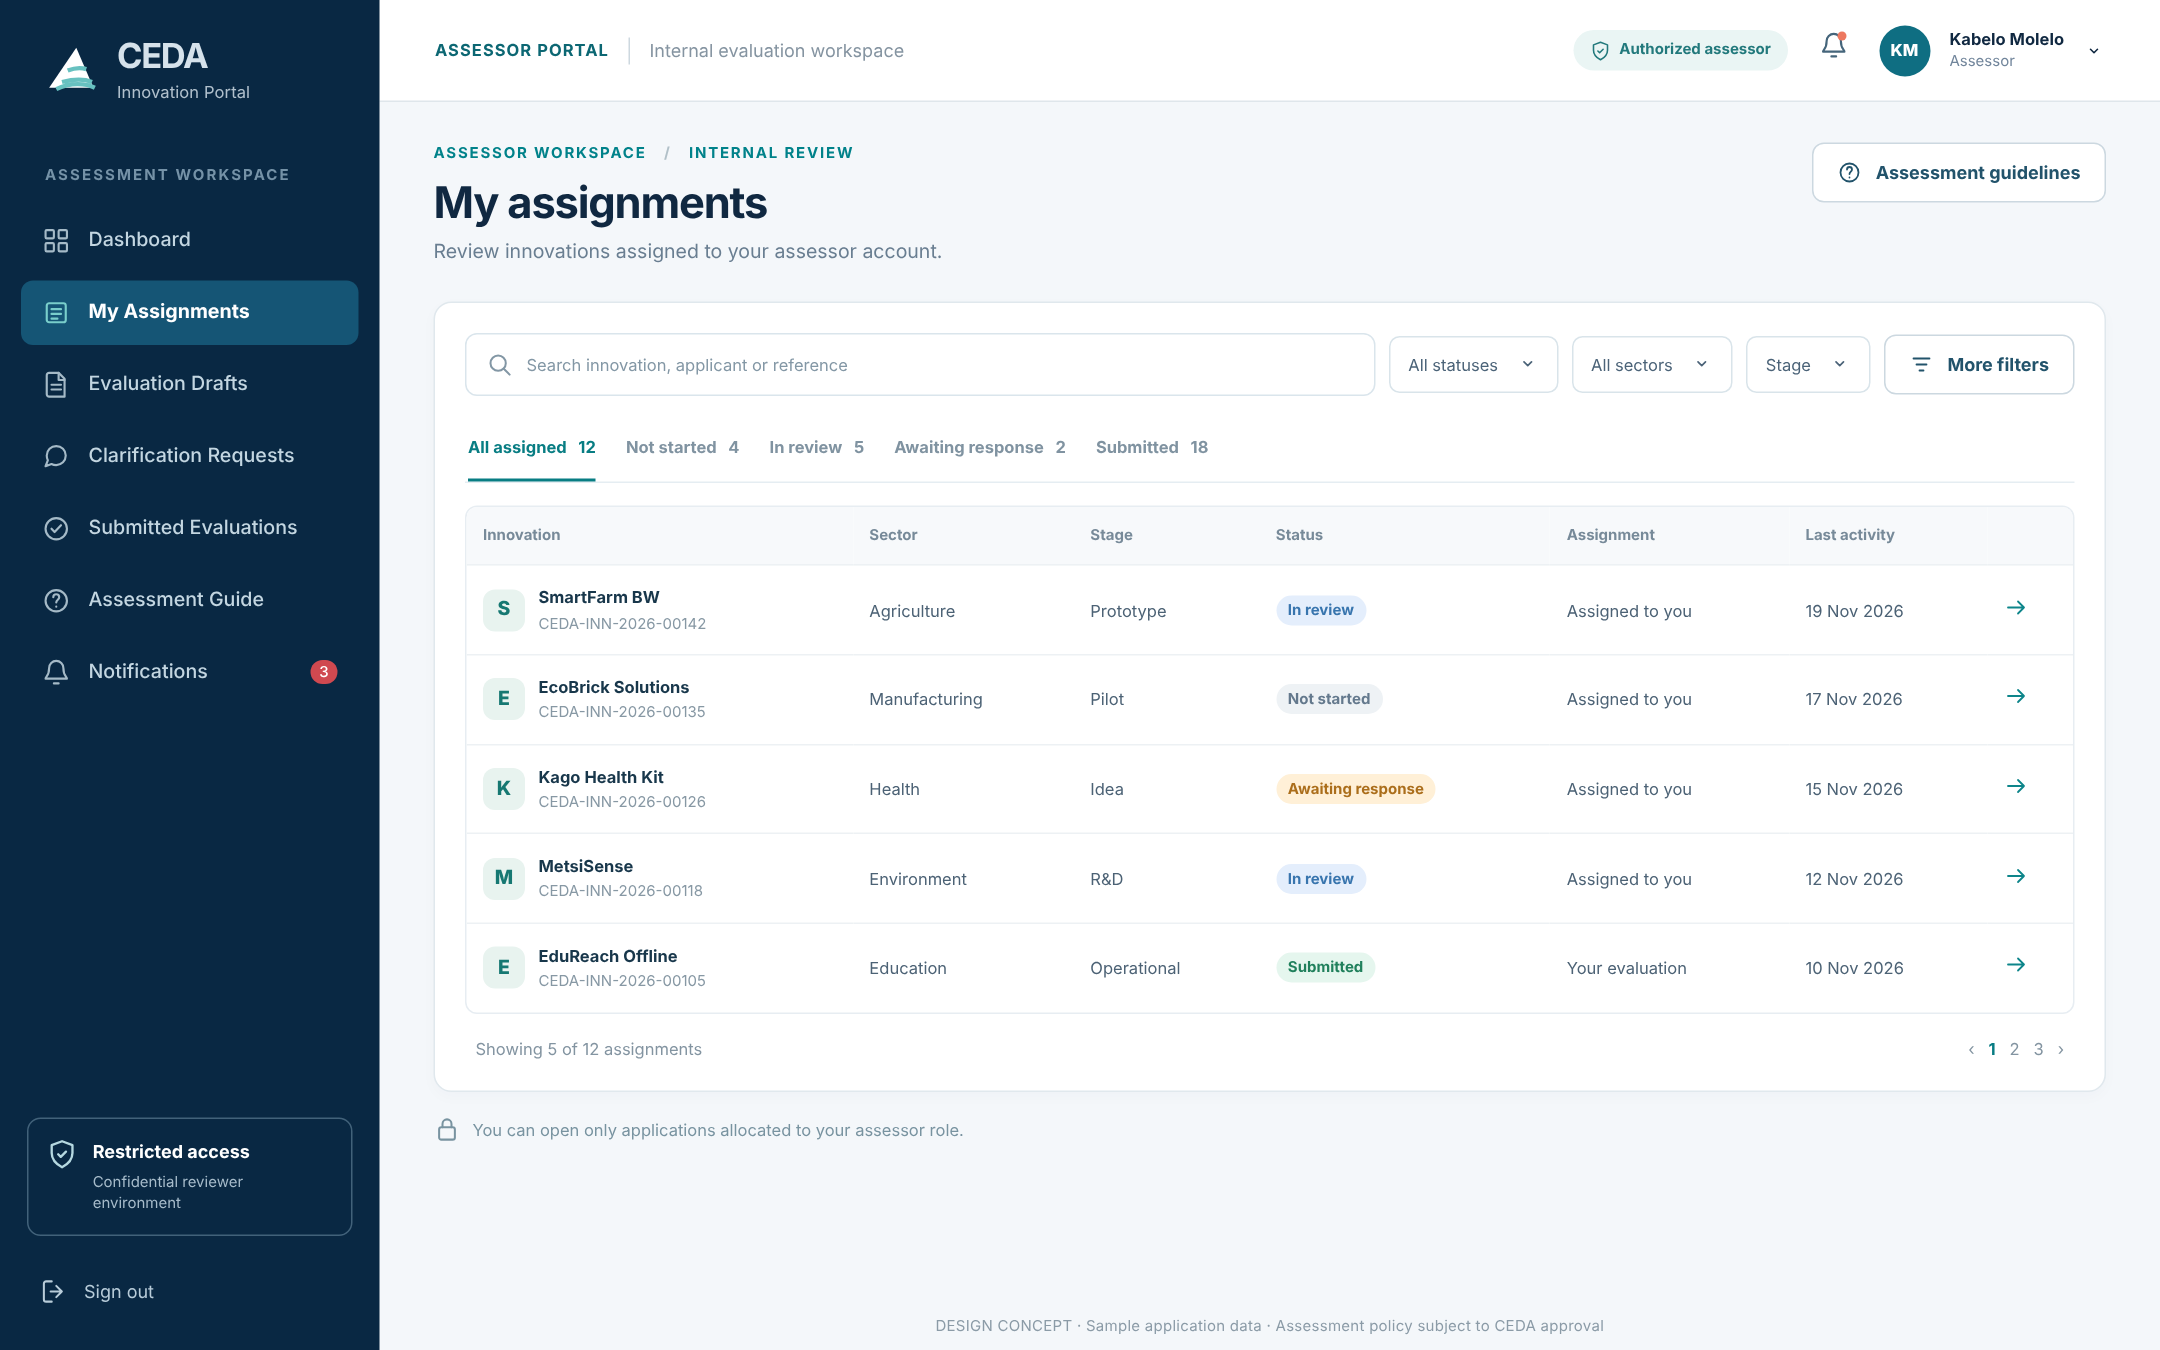 CEDA
Innovation Portal
ASSESSMENT WORKSPACE
Dashboard
My Assignments
Evaluation Drafts
Clarification Requests
Submitted Evaluations
Assessment Guide
Notifications 3
Restricted access
Confidential reviewer
environment
Sign out
ASSESSOR PORTAL Internal evaluation workspace
Authorized assessor
KM
Kabelo Molelo
Assessor
ASSESSOR WORKSPACE / INTERNAL REVIEW
My assignments
Review innovations assigned to your assessor account.
Assessment guidelines
Search innovation, applicant or reference
All statuses
All sectors
Stage
More filters
All assigned 12 Not started 4 In review 5 Awaiting response 2 Submitted 18
Innovation Sector Stage Status Assignment Last activity
S SmartFarm BW
CEDA-INN-2026-00142
Agriculture Prototype In review Assigned to you 19 Nov 2026 →
E EcoBrick Solutions
CEDA-INN-2026-00135
Manufacturing Pilot Not started Assigned to you 17 Nov 2026 →
K Kago Health Kit
CEDA-INN-2026-00126
Health Idea Awaiting response Assigned to you 15 Nov 2026 →
M MetsiSense
CEDA-INN-2026-00118
Environment R&D In review Assigned to you 12 Nov 2026 →
E EduReach Offline
CEDA-INN-2026-00105
Education Operational Submitted Your evaluation 10 Nov 2026 →
Showing 5 of 12 assignments
‹ 1 2 3 ›
You can open only applications allocated to your assessor role.
DESIGN CONCEPT · Sample application data · Assessment policy subject to CEDA approval